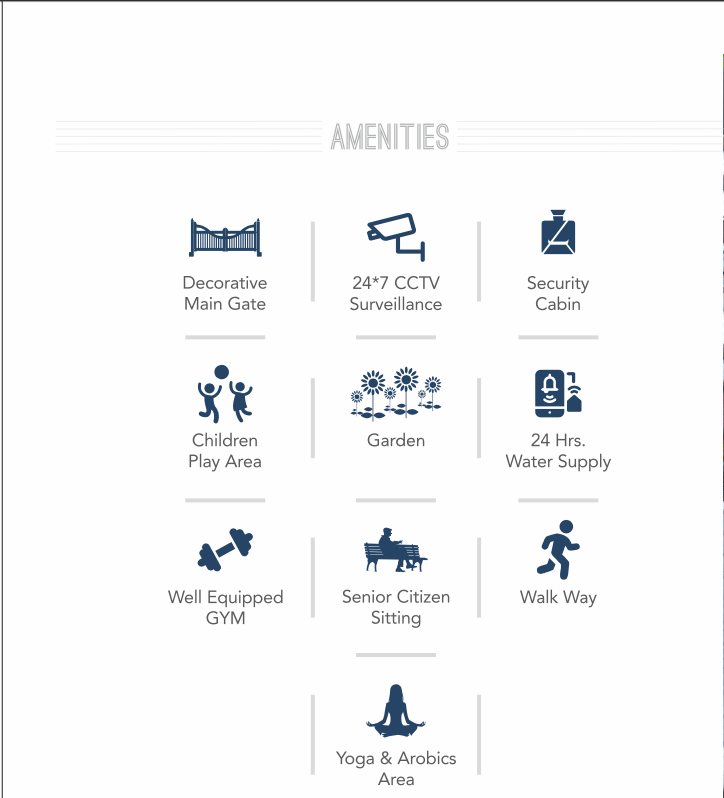 AMENITIES
Decorative
Main Gate
24*7 CCTV
Surveillance
Security
Cabin
Children
Play Area
Garden
24 Hrs.
Water Supply
Well Equipped
GYM
Senior Citizen
Sitting
Walk Way
Yoga & Arobics
Area